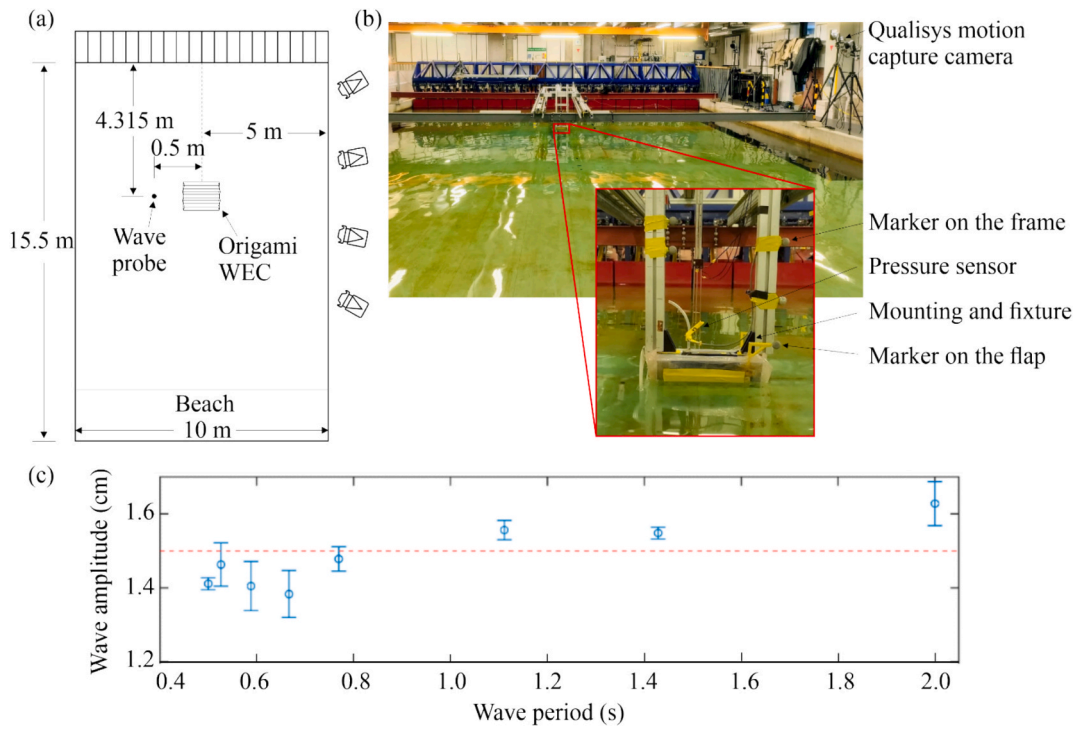 (a)
4.315 m
5 m
0.5 m
15.5 m
Wave
probe
Origami
WEC
Beach
10 m
(b)
Qualisys motion
capture camera
Marker on the frame
Pressure sensor
Mounting and fixture
Marker on the flap
(c)
Wave amplitude (cm)
1.6
1.4
1.2
0.4 0.6 0.8 1.0 1.2 1.4 1.6 1.8 2.0
Wave period (s)